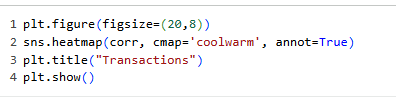 1 plt.figure(figsize=(20,8))
2 sns.heatmap(corr, cmap='coolwarm', annot=True)
3 plt.title("Transactions")
4 plt.show()